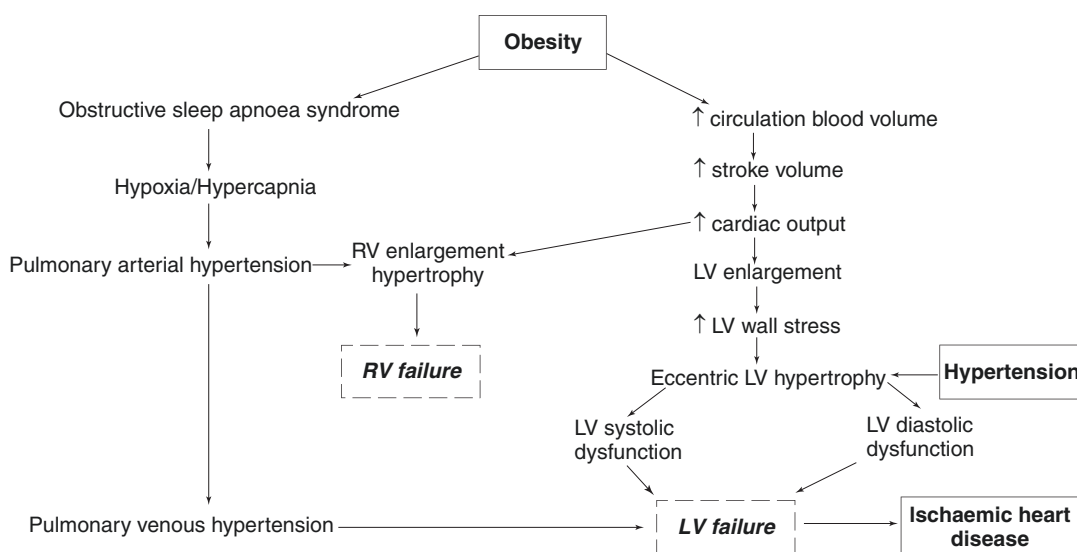 Obesity
Obstructive sleep apnoea syndrome
↑ circulation blood volume
Hypoxia/Hypercapnia
↑ stroke volume
↑ cardiac output
Pulmonary arterial hypertension
RV enlargement
hypertrophy
LV enlargement
↑ LV wall stress
RV failure
Eccentric LV hypertrophy
Hypertension
LV systolic
dysfunction
LV diastolic
dysfunction
Pulmonary venous hypertension
LV failure
Ischaemic heart
disease